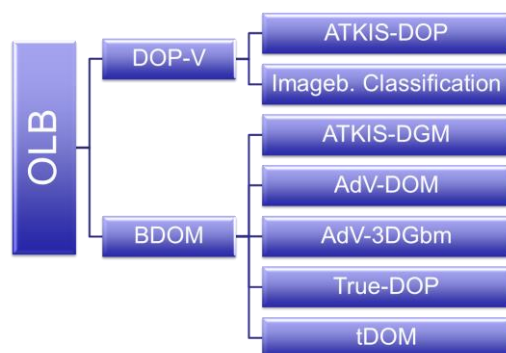 OLB
DOP-V
ATKIS-DOP
Imageb. Classification
BDOM
ATKIS-DGM
AdV-DOM
AdV-3DGbm
True-DOP
tDOM